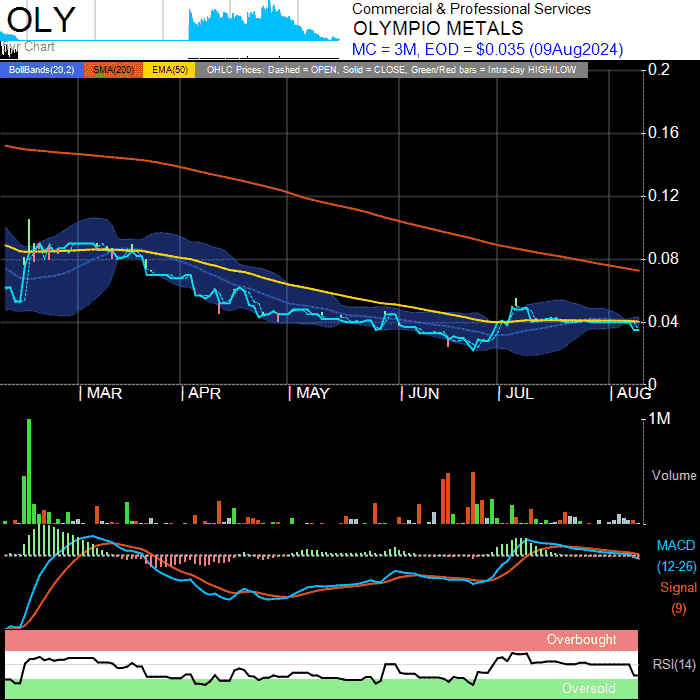 OLY
Commercial & Professional Services
OLYMPIO METALS
MC = 3M, EOD = $0.035 (09Aug2024)
Chart
BollBands(20,2) SMA(200) EMA(50) OHLC Prices: Dashed = OPEN, Solid = CLOSE, Green/Red bars = Intra-day HIGH/LOW
0.2
0.16
0.12
0.08
0.04
0
MAR APR MAY JUN JUL AUG
1M
Volume
MACD
(12-26)
Signal
(9)
Overbought
RSI(14)
Oversold